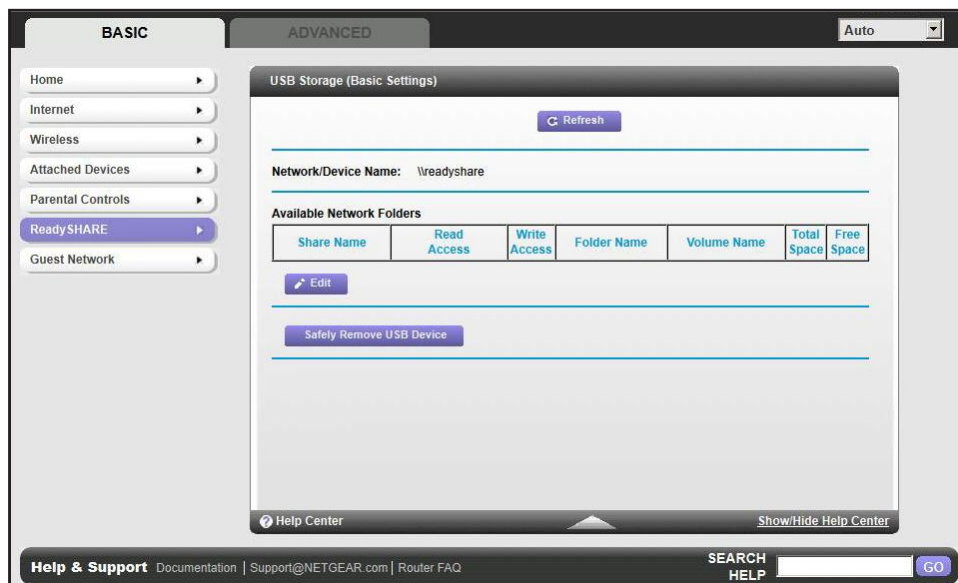 BASIC
ADVANCED
Auto
Home
Internet
Wireless
Attached Devices
Parental Controls
ReadySHARE
Guest Network
USB Storage (Basic Settings)
Refresh
Network/Device Name: \\readyshare
Available Network Folders
Share Name Read Access Write Access Folder Name Volume Name Total Space Free Space
Edit
Safely Remove USB Device
Help Center Show/Hide Help Center
Help & Support Documentation | Support@NETGEAR.com | Router FAQ SEARCH HELP GO